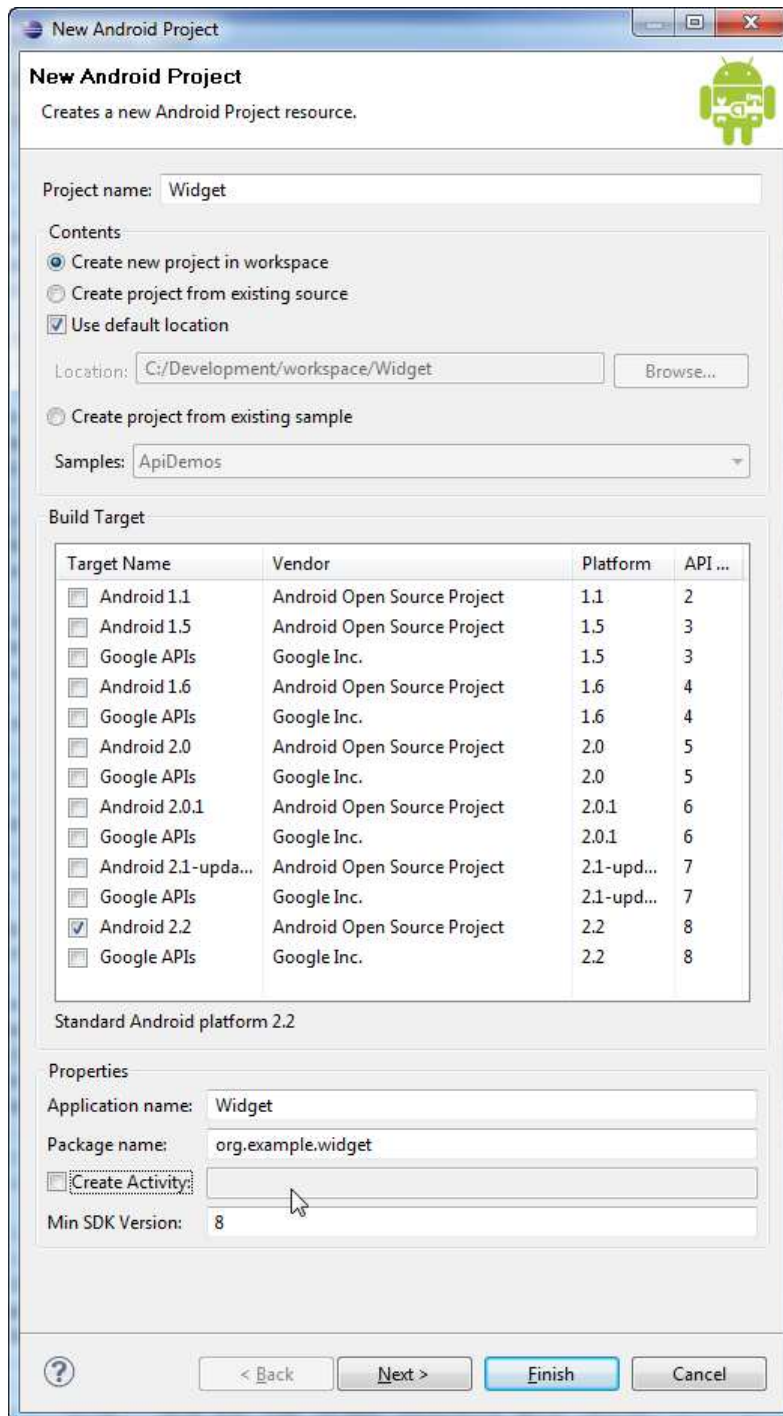 New Android Project
New Android Project
Creates a new Android Project resource.
Project name: Widget
Contents
Create new project in workspace
Create project from existing source
Use default location
Location: C:/Development/workspace/Widget Browse...
Create project from existing sample
Samples: ApiDemos
Build Target
Target Name Vendor Platform API ...
Android 1.1 Android Open Source Project 1.1 2
Android 1.5 Android Open Source Project 1.5 3
Google APIs Google Inc. 1.5 3
Android 1.6 Android Open Source Project 1.6 4
Google APIs Google Inc. 1.6 4
Android 2.0 Android Open Source Project 2.0 5
Google APIs Google Inc. 2.0 5
Android 2.0.1 Android Open Source Project 2.0.1 6
Google APIs Google Inc. 2.0.1 6
Android 2.1-upda... Android Open Source Project 2.1-upd... 7
Google APIs Google Inc. 2.1-upd... 7
Android 2.2 Android Open Source Project 2.2 8
Google APIs Google Inc. 2.2 8
Standard Android platform 2.2
Properties
Application name: Widget
Package name: org.example.widget
Create Activity:
Min SDK Version: 8
? < Back Next > Finish Cancel